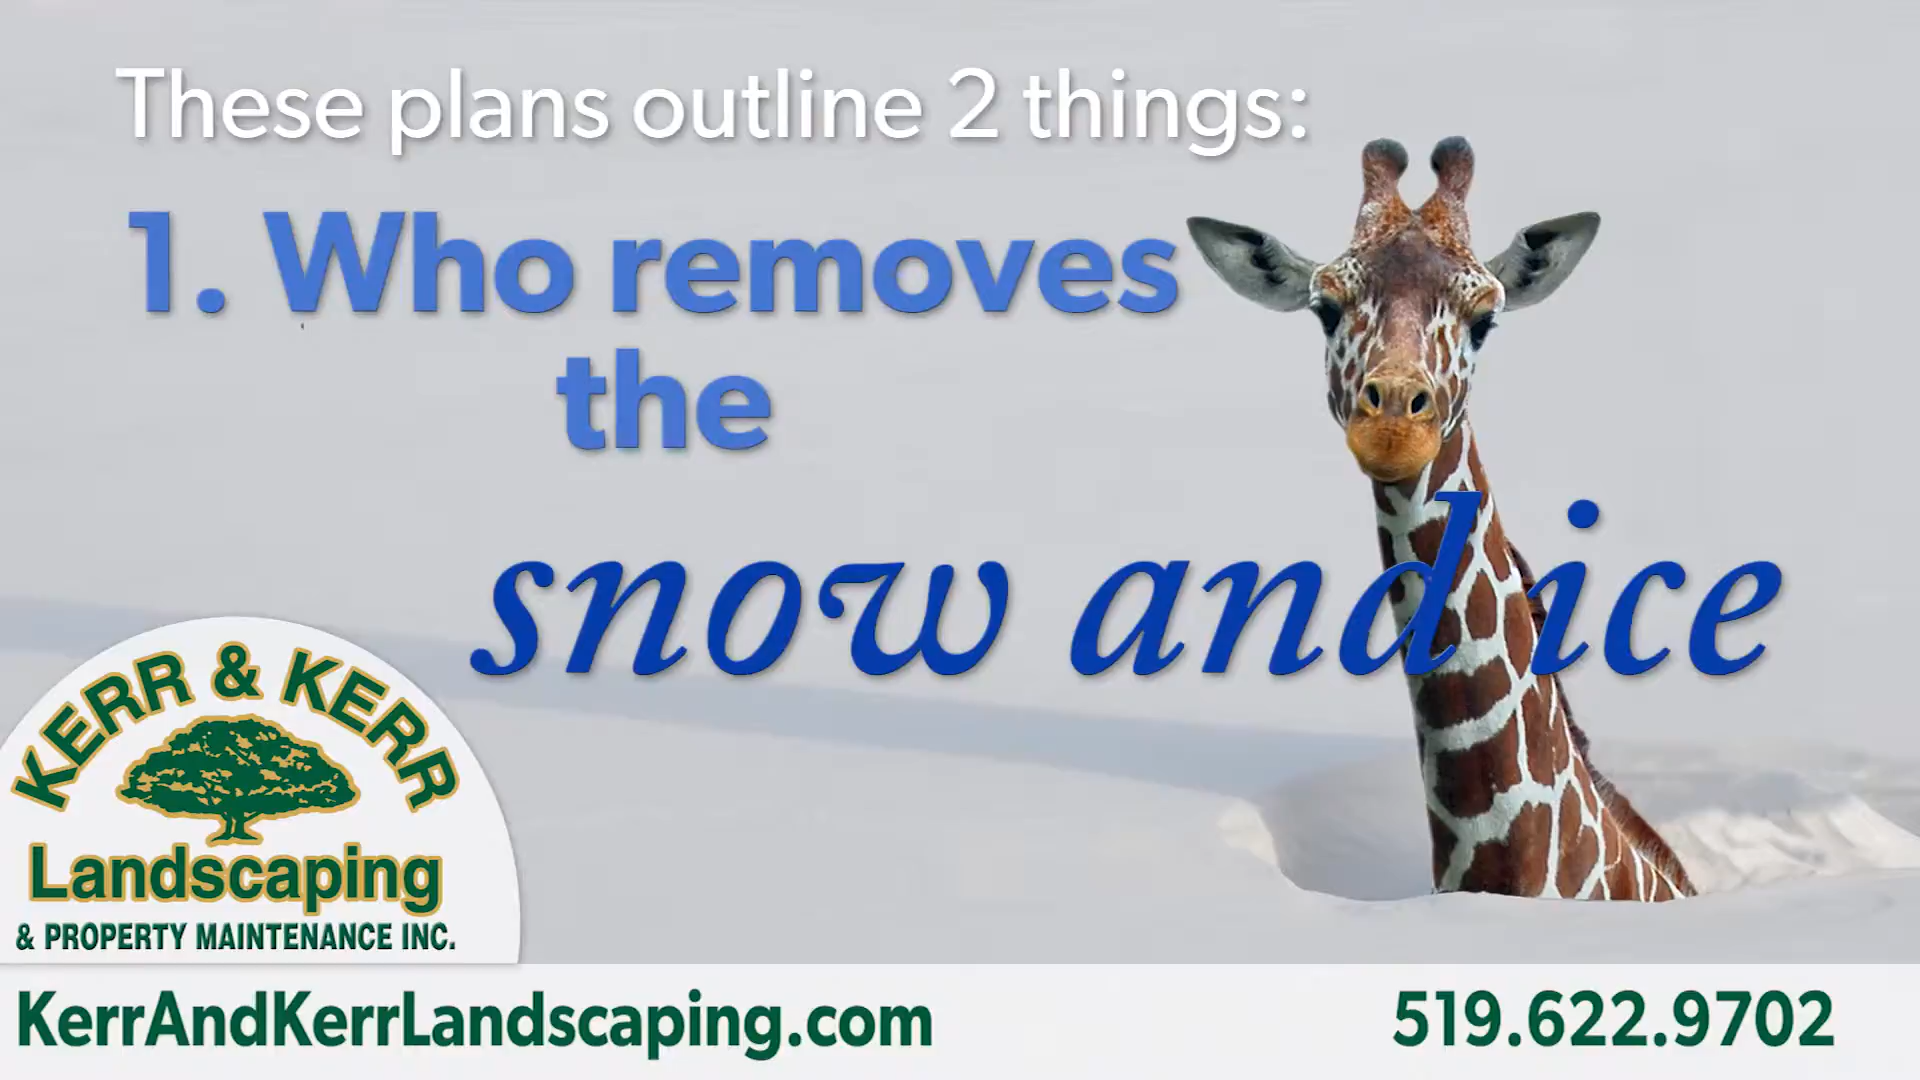 These plans outline 2 things:
1. Who removes
the
snow and ice
KERR & KERR
Landscaping
& PROPERTY MAINTENANCE INC.
KerrAndKerrLandscaping.com
519.622.9702